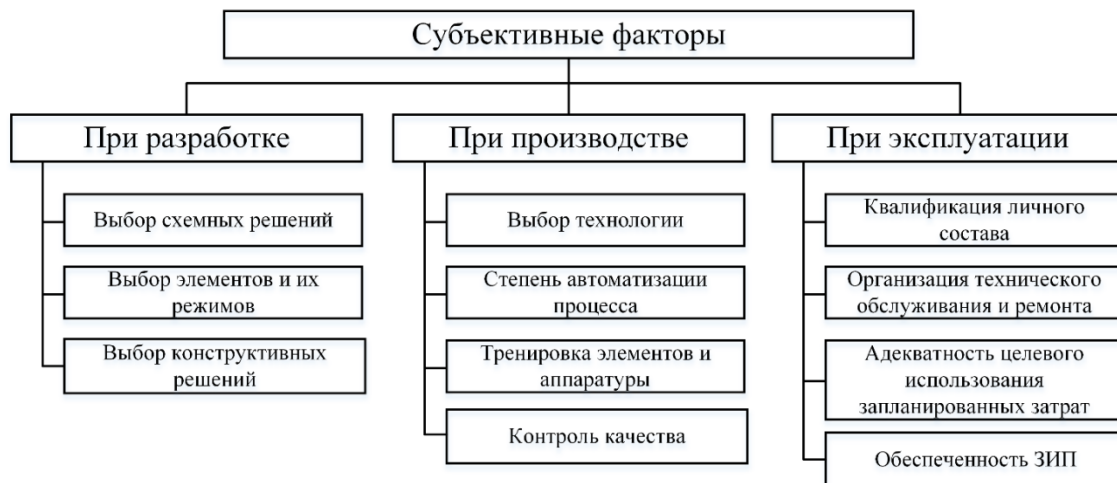 Субъективные факторы
При разработке
Выбор схемных решений
Выбор элементов и их
режимов
Выбор конструктивных
решений
При производстве
Выбор технологии
Степень автоматизации
процесса
Тренировка элементов и
аппаратуры
Контроль качества
При эксплуатации
Квалификация личного
состава
Организация технического
обслуживания и ремонта
Адекватность целевого
использования
запланированных затрат
Обеспеченность ЗИП